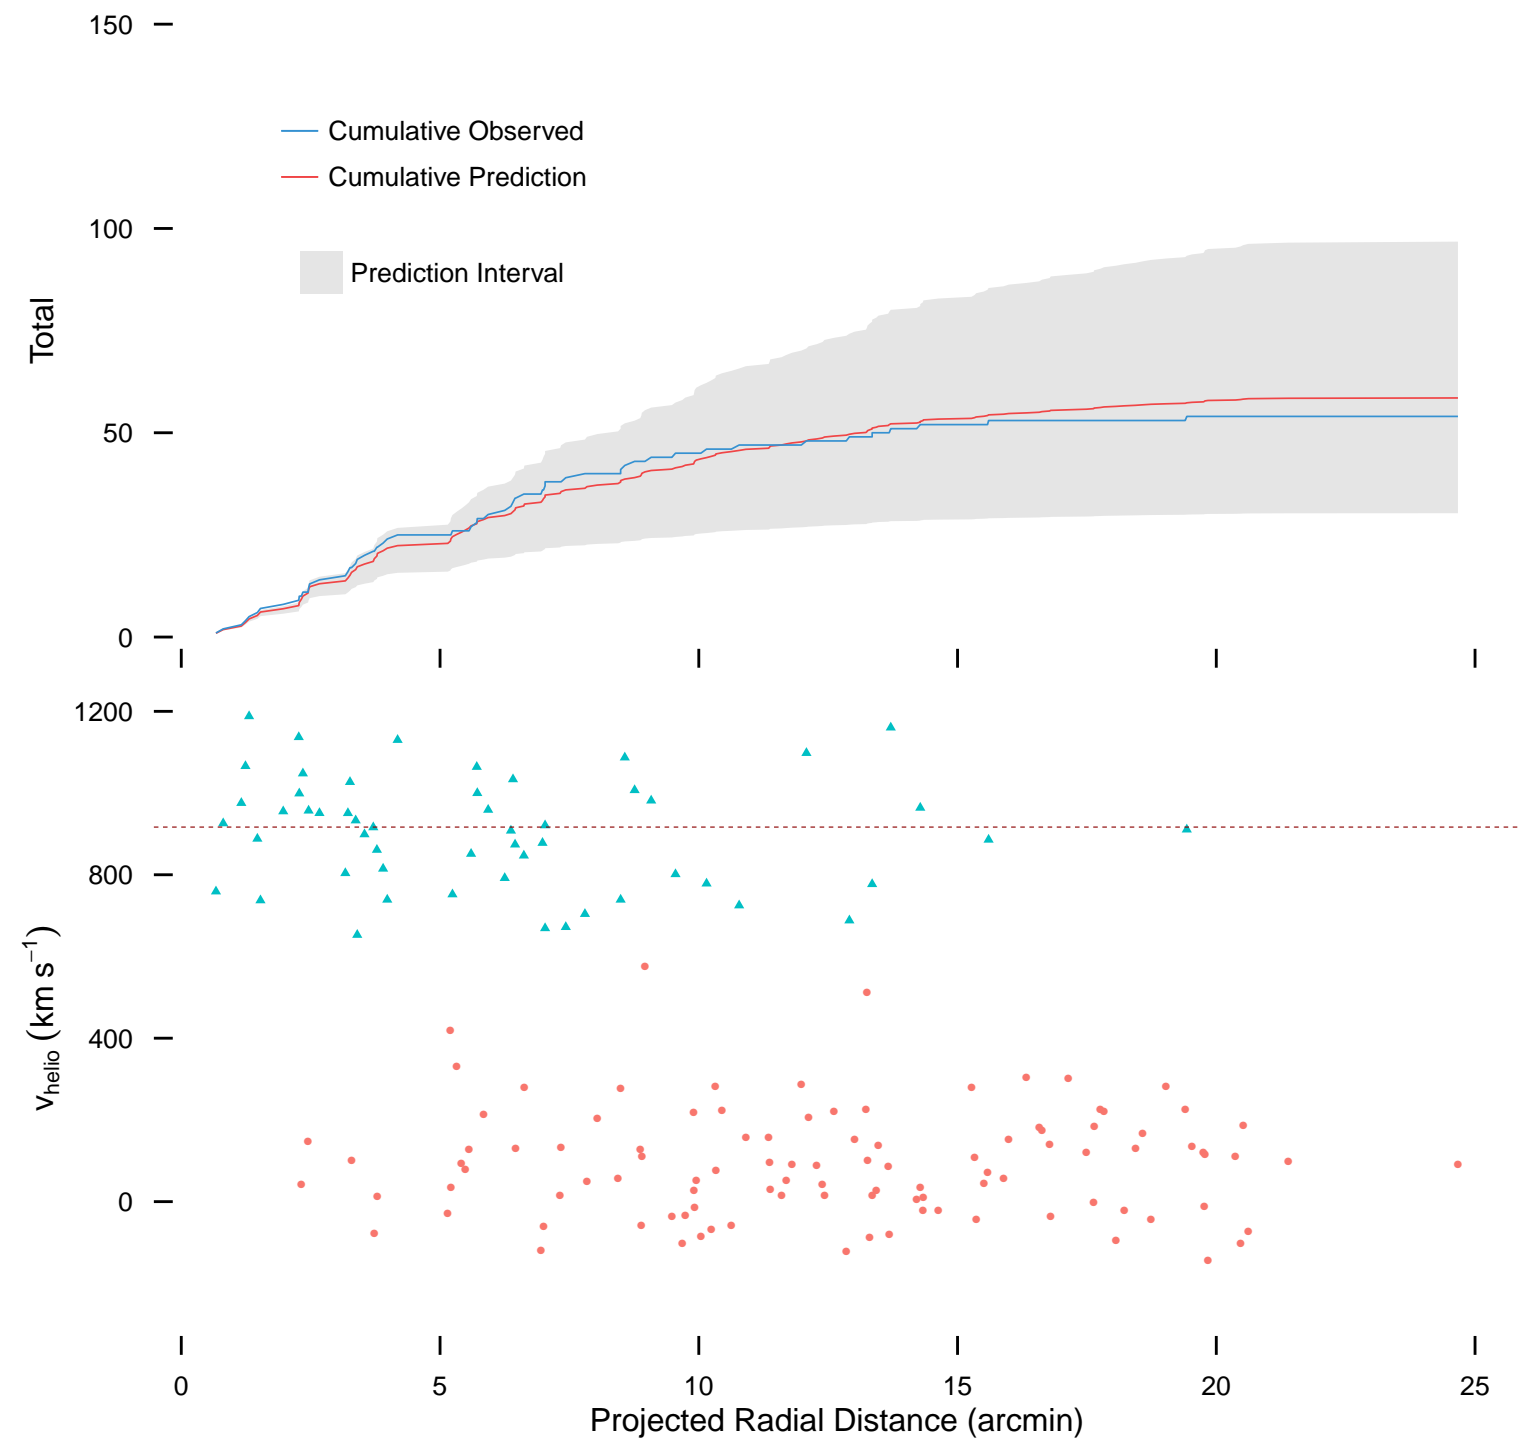 150
Cumulative Observed
Cumulative Prediction
100
Prediction Interval
Total
50
0
1200
800
v_helio (km s⁻¹)
400
0
0 5 10 15 20 25
Projected Radial Distance (arcmin)